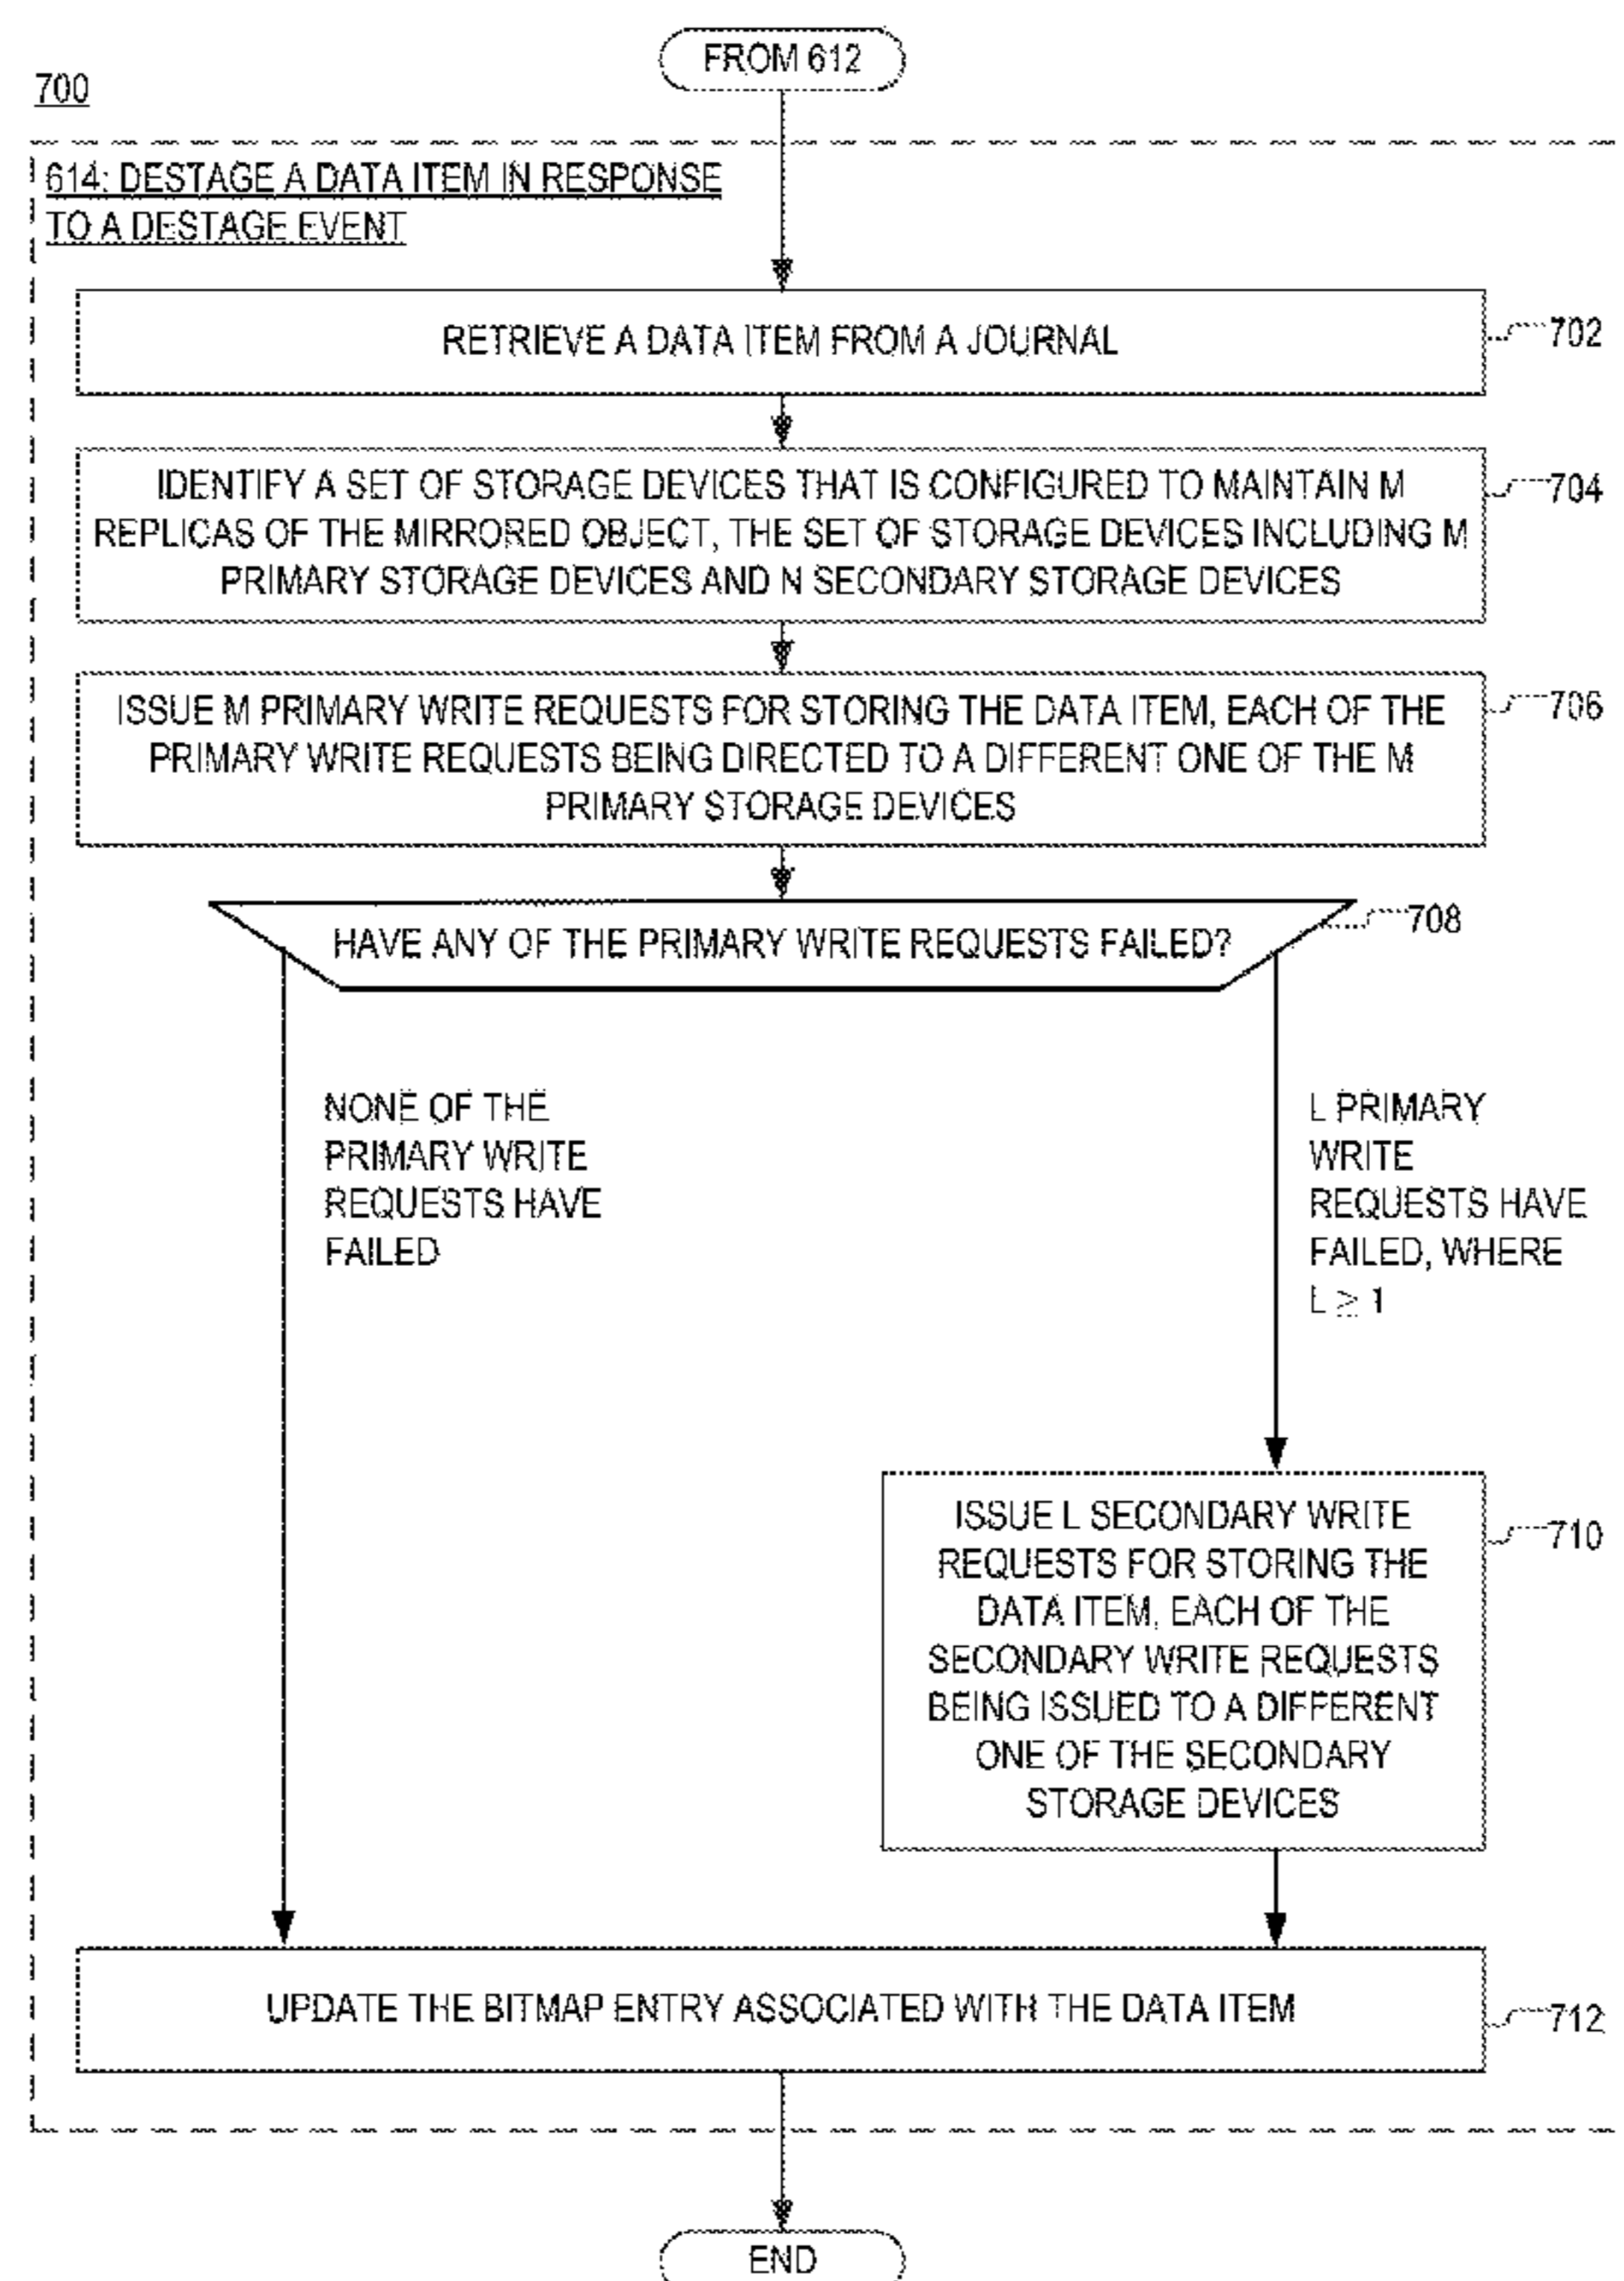 FROM 612
700
614: DESTAGE A DATA ITEM IN RESPONSE
TO A DESTAGE EVENT
RETRIEVE A DATA ITEM FROM A JOURNAL
702
IDENTIFY A SET OF STORAGE DEVICES THAT IS CONFIGURED TO MAINTAIN M
REPLICAS OF THE MIRRORED OBJECT, THE SET OF STORAGE DEVICES INCLUDING M
PRIMARY STORAGE DEVICES AND N SECONDARY STORAGE DEVICES
704
ISSUE M PRIMARY WRITE REQUESTS FOR STORING THE DATA ITEM, EACH OF THE
PRIMARY WRITE REQUESTS BEING DIRECTED TO A DIFFERENT ONE OF THE M
PRIMARY STORAGE DEVICES
706
HAVE ANY OF THE PRIMARY WRITE REQUESTS FAILED?
708
NONE OF THE
PRIMARY WRITE
REQUESTS HAVE
FAILED
L PRIMARY
WRITE
REQUESTS HAVE
FAILED, WHERE
L ≥ 1
ISSUE L SECONDARY WRITE
REQUESTS FOR STORING THE
DATA ITEM, EACH OF THE
SECONDARY WRITE REQUESTS
BEING ISSUED TO A DIFFERENT
ONE OF THE SECONDARY
STORAGE DEVICES
710
UPDATE THE BITMAP ENTRY ASSOCIATED WITH THE DATA ITEM
712
END